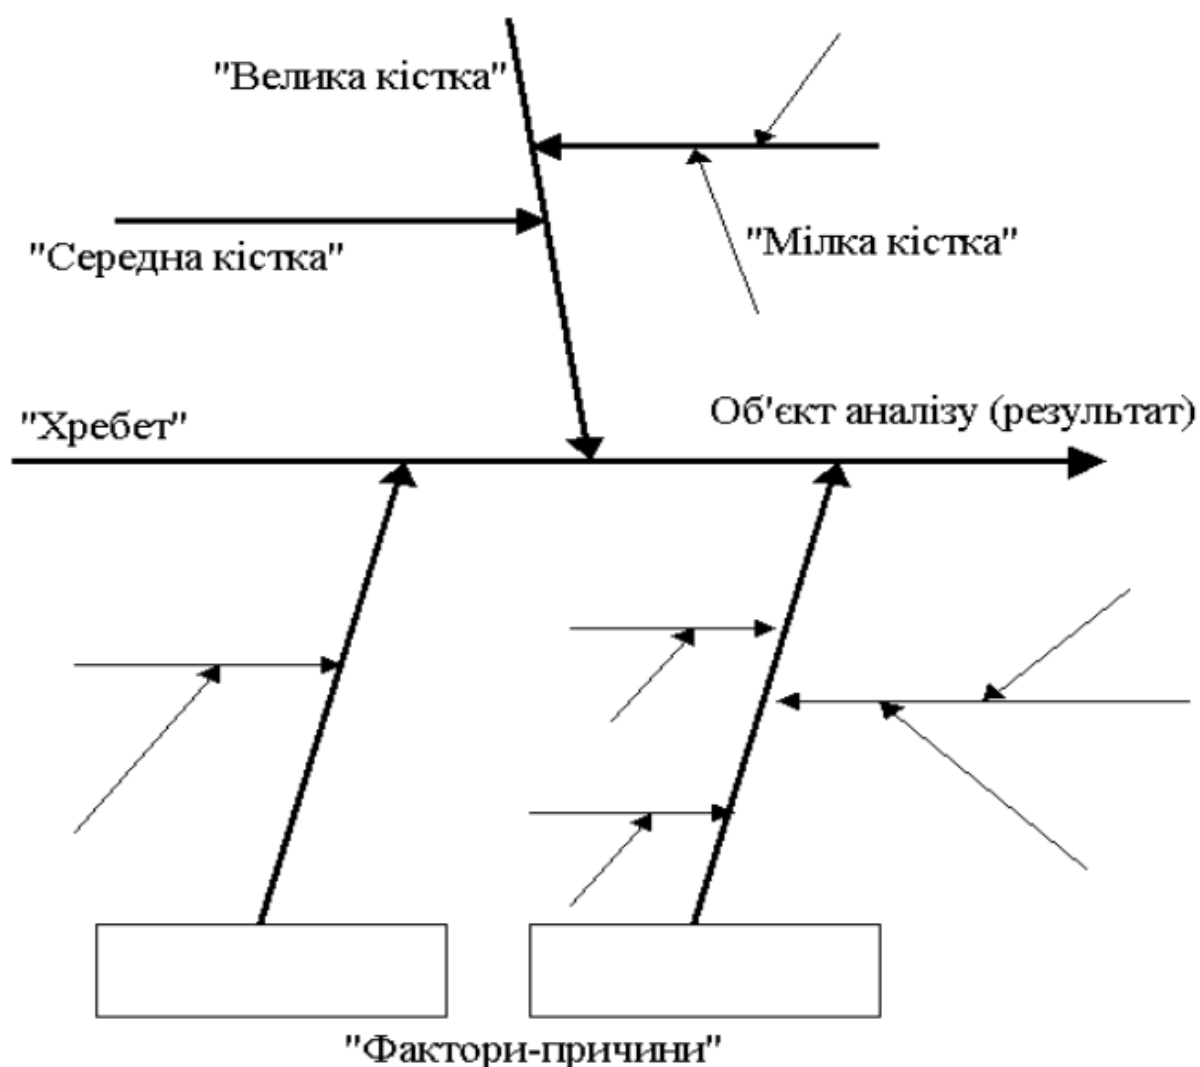 "Велика кістка"
"Середна кістка"
"Мілка кістка"
"Хребет"
Об'єкт аналізу (результат)
"Фактори-причини"